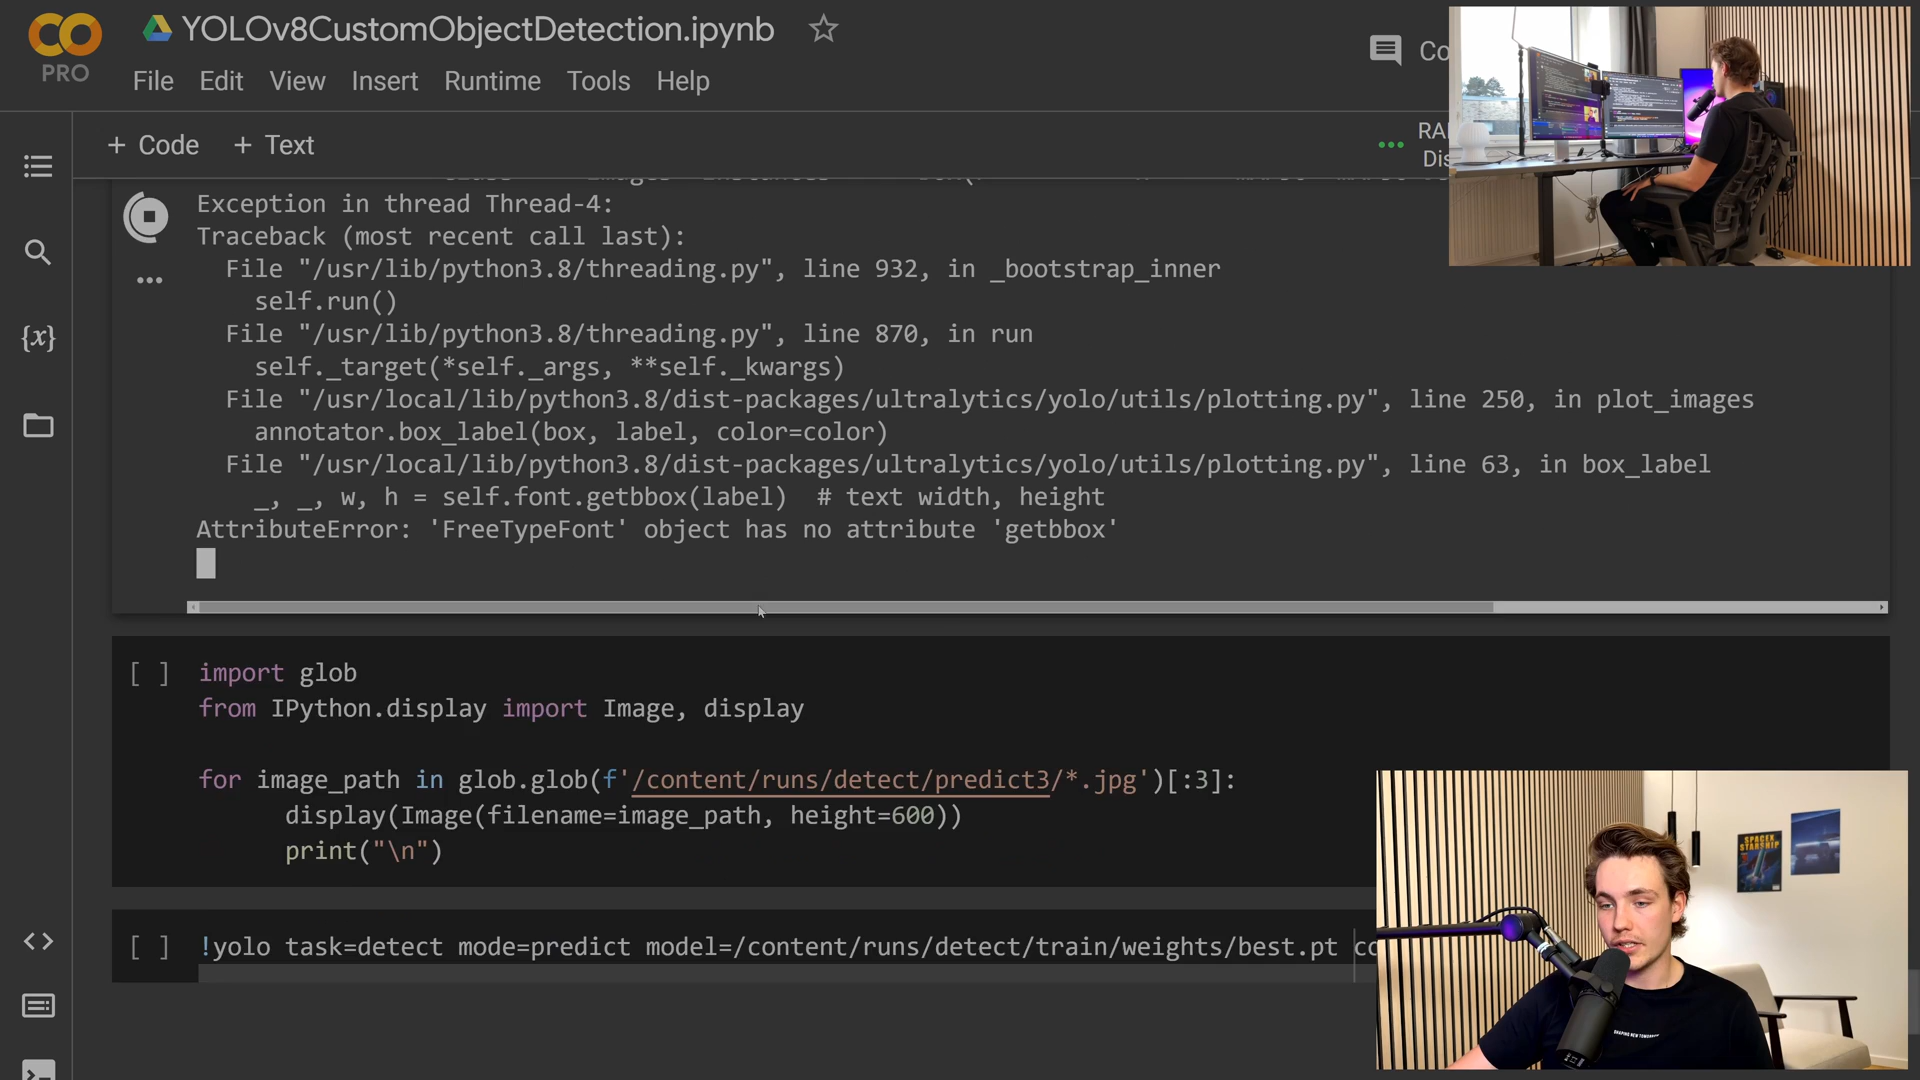 YOLOv8CustomObjectDetection.ipynb
PRO
File Edit View Insert Runtime Tools Help
+ Code + Text
Exception in thread Thread-4:
Traceback (most recent call last):
File "/usr/lib/python3.8/threading.py", line 932, in _bootstrap_inner
self.run()
File "/usr/lib/python3.8/threading.py", line 870, in run
self._target(*self._args, **self._kwargs)
File "/usr/local/lib/python3.8/dist-packages/ultralytics/yolo/utils/plotting.py", line 250, in plot_images
annotator.box_label(box, label, color=color)
File "/usr/local/lib/python3.8/dist-packages/ultralytics/yolo/utils/plotting.py", line 63, in box_label
_, _, w, h = self.font.getbbox(label)  # text width, height
AttributeError: 'FreeTypeFont' object has no attribute 'getbbox'
[ ] import glob
from IPython.display import Image, display
for image_path in glob.glob(f'/content/runs/detect/predict3/*.jpg')[:3]:
display(Image(filename=image_path, height=600))
print("\n")
[ ] !yolo task=detect mode=predict model=/content/runs/detect/train/weights/best.pt
SPACEX
STARSHIP
SHAPING NEW TOMORROW